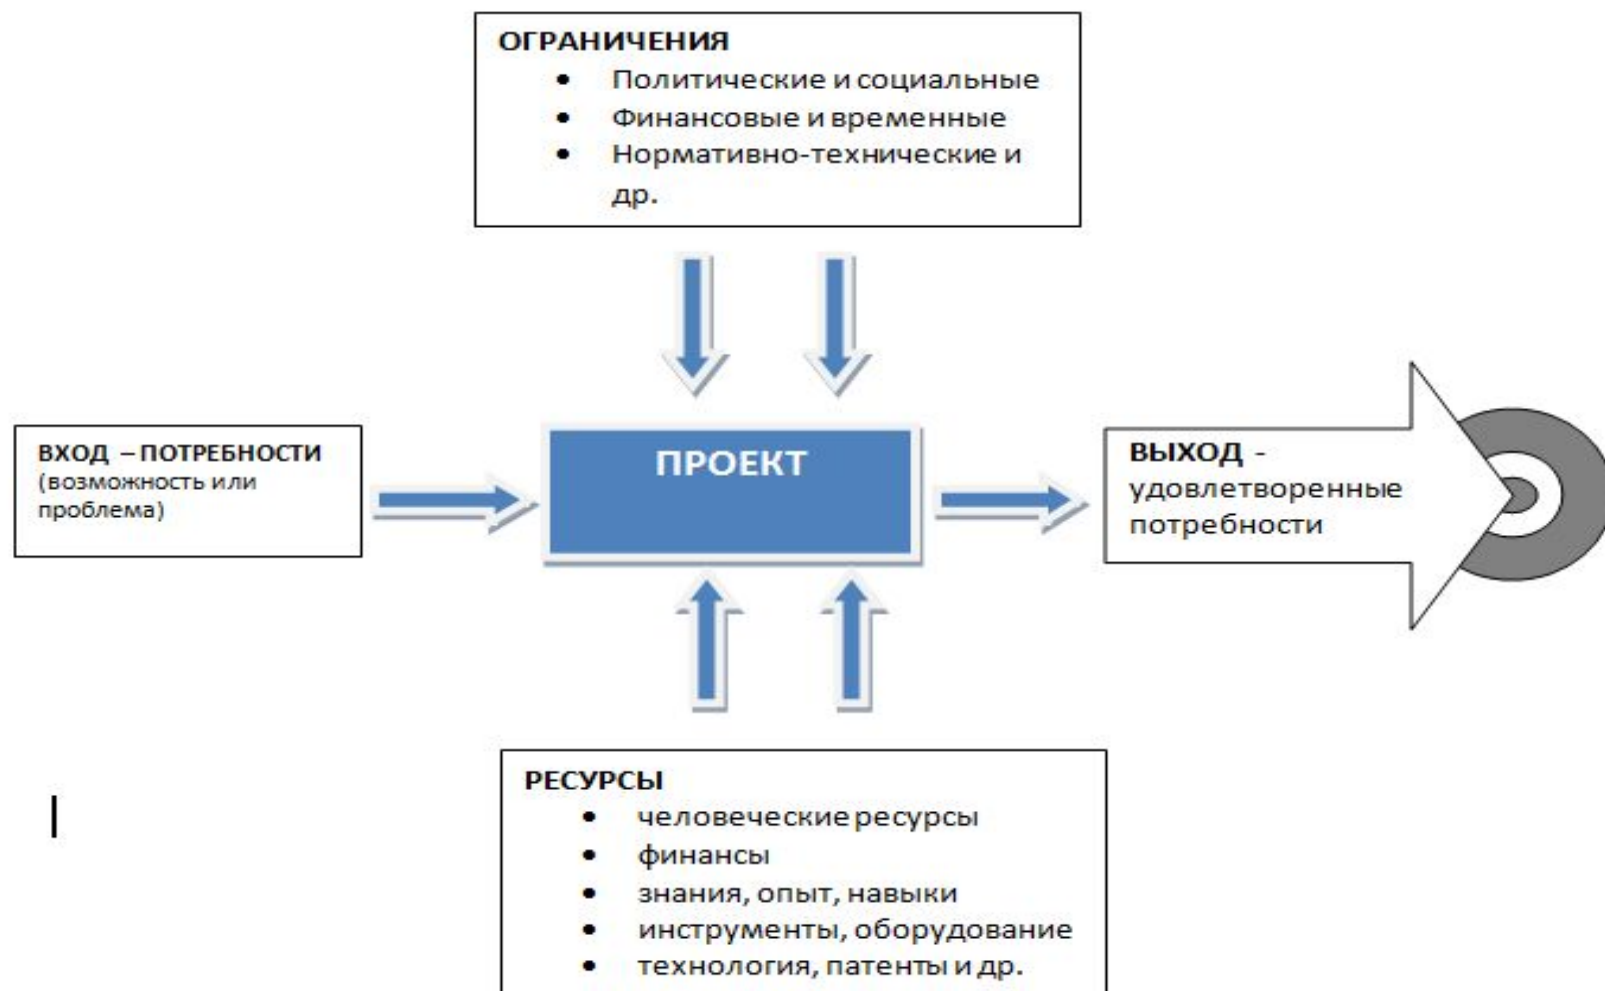 ОГРАНИЧЕНИЯ
• Политические и социальные
• Финансовые и временные
• Нормативно-технические и
др.
ВХОД – ПОТРЕБНОСТИ
(возможность или
проблема)
ПРОЕКТ
ВЫХОД -
удовлетворенные
потребности
РЕСУРСЫ
• человеческие ресурсы
• финансы
• знания, опыт, навыки
• инструменты, оборудование
• технология, патенты и др.